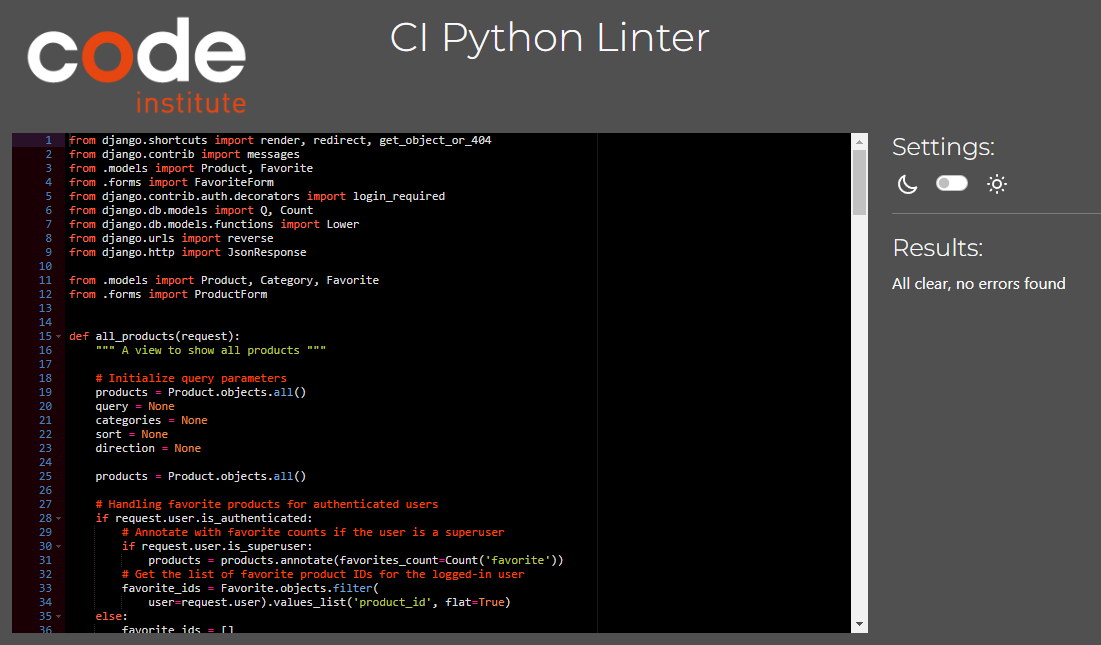 code
institute
CI Python Linter
1 from django.shortcuts import render, redirect, get_object_or_404
2 from django.contrib import messages
3 from .models import Product, Favorite
4 from .forms import FavoriteForm
5 from django.contrib.auth.decorators import login_required
6 from django.db.models import Q, Count
7 from django.db.models.functions import Lower
8 from django.urls import reverse
9 from django.http import JsonResponse
10
11 from .models import Product, Category, Favorite
12 from .forms import ProductForm
13
14
15 def all_products(request):
16     """ A view to show all products """
17
18     # Initialize query parameters
19     products = Product.objects.all()
20     query = None
21     categories = None
22     sort = None
23     direction = None
24
25     products = Product.objects.all()
26
27     # Handling favorite products for authenticated users
28     if request.user.is_authenticated:
29         # Annotate with favorite counts if the user is a superuser
30         if request.user.is_superuser:
31             products = products.annotate(favorites_count=Count('favorite'))
32         # Get the list of favorite product IDs for the logged-in user
33         favorite_ids = Favorite.objects.filter(
34             user=request.user).values_list('product_id', flat=True)
35     else:
36         favorite_ids = []
Settings:
Results:
All clear, no errors found